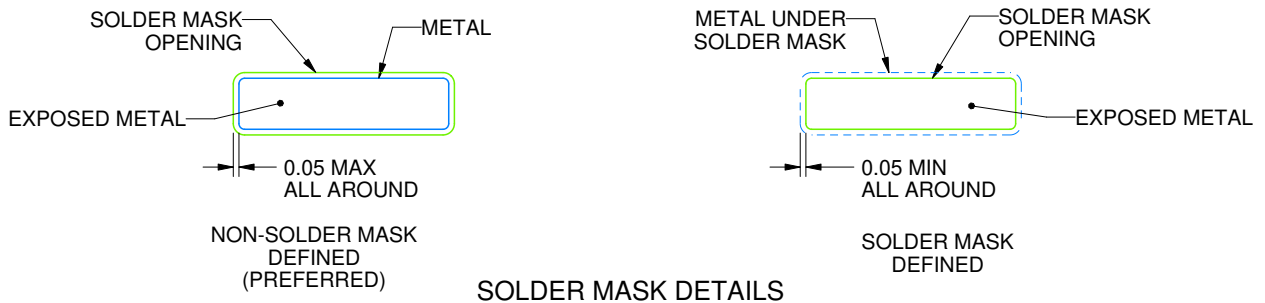 SOLDER MASK
OPENING
METAL
EXPOSED METAL
0.05 MAX
ALL AROUND
NON-SOLDER MASK
DEFINED
(PREFERRED)
METAL UNDER
SOLDER MASK
SOLDER MASK
OPENING
EXPOSED METAL
0.05 MIN
ALL AROUND
SOLDER MASK
DEFINED
SOLDER MASK DETAILS